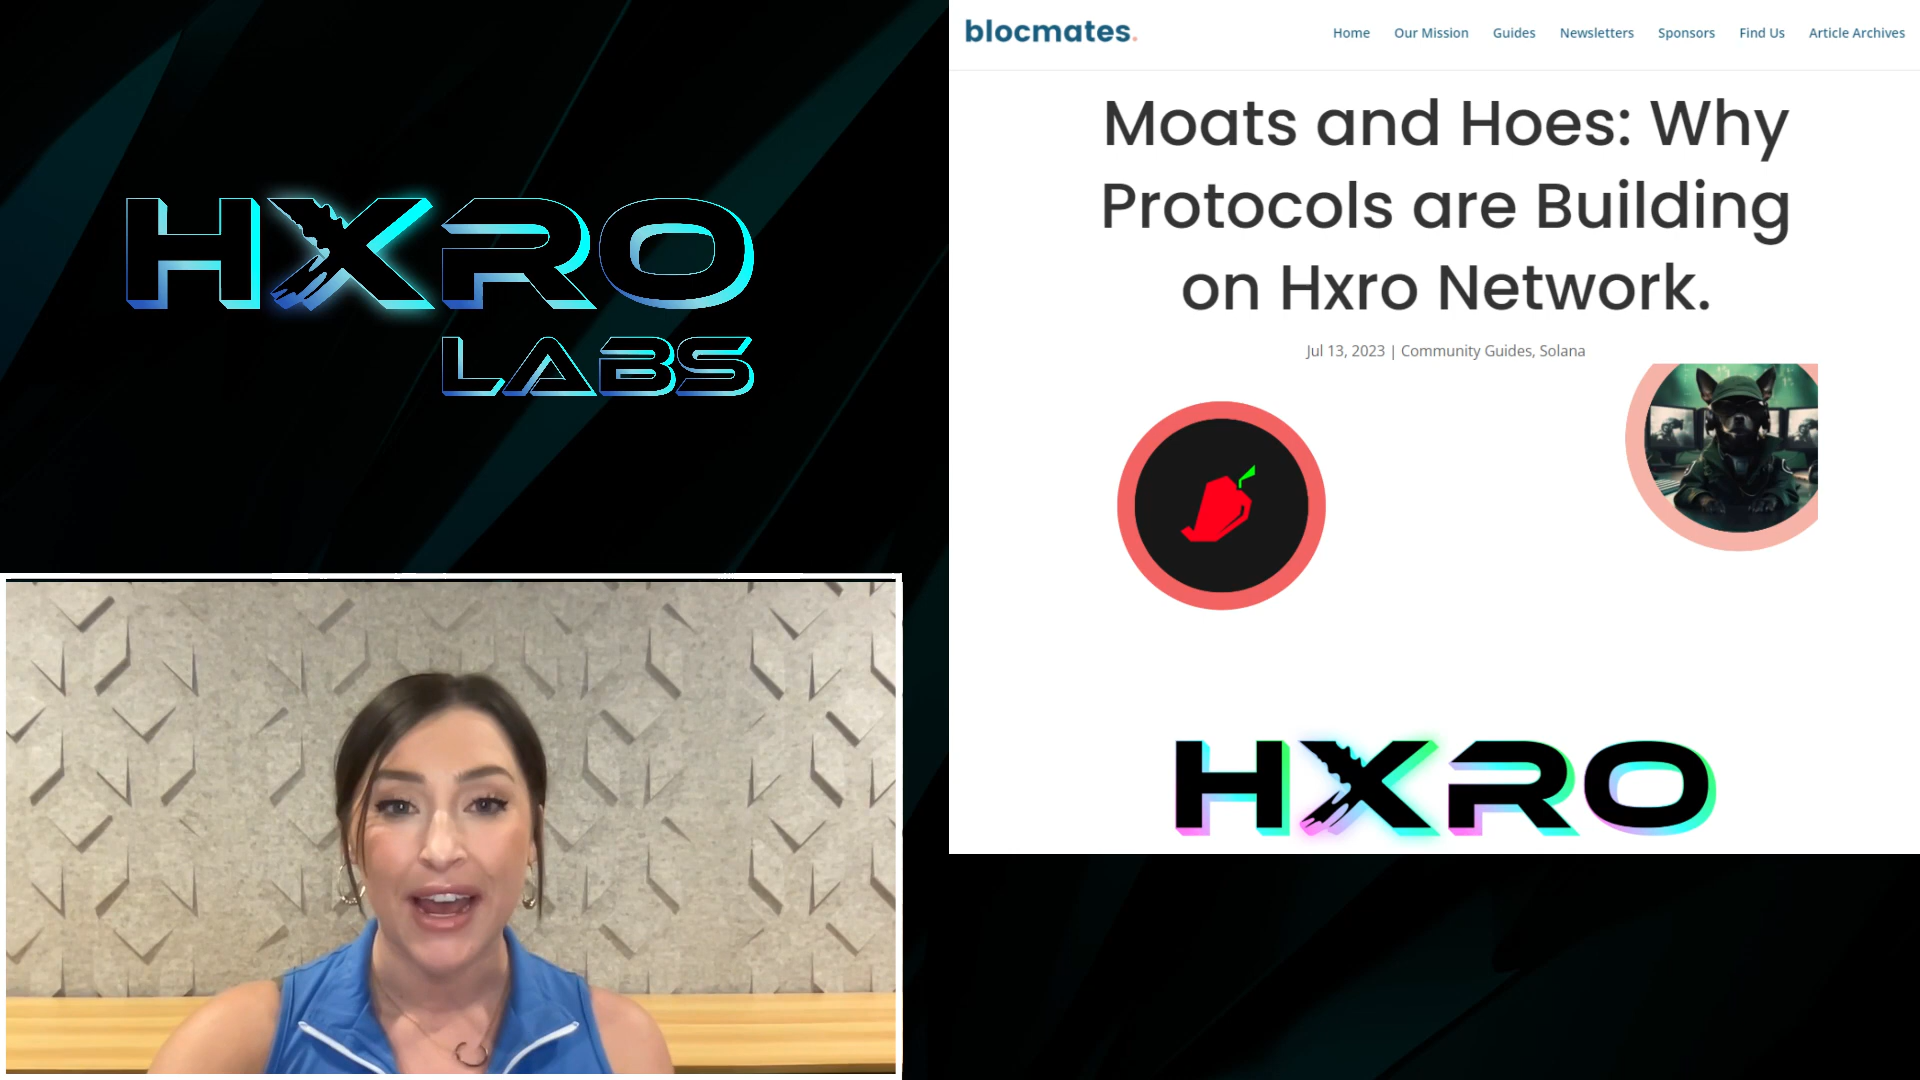 HXRO
LABS
blocmates.
Home Our Mission Guides Newsletters Sponsors Find Us Article Archives
Moats and Hoes: Why
Protocols are Building
on Hxro Network.
Jul 13, 2023 | Community Guides, Solana
HXRO